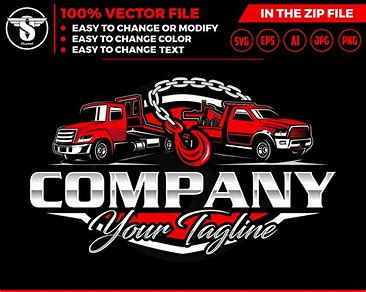 100% VECTOR FILE
EASY TO CHANGE OR MODIFY
EASY TO CHANGE COLOR
EASY TO CHANGE TEXT
IN THE ZIP FILE
SVG EPS AI JPG PNG
COMPANY
Your Tagline